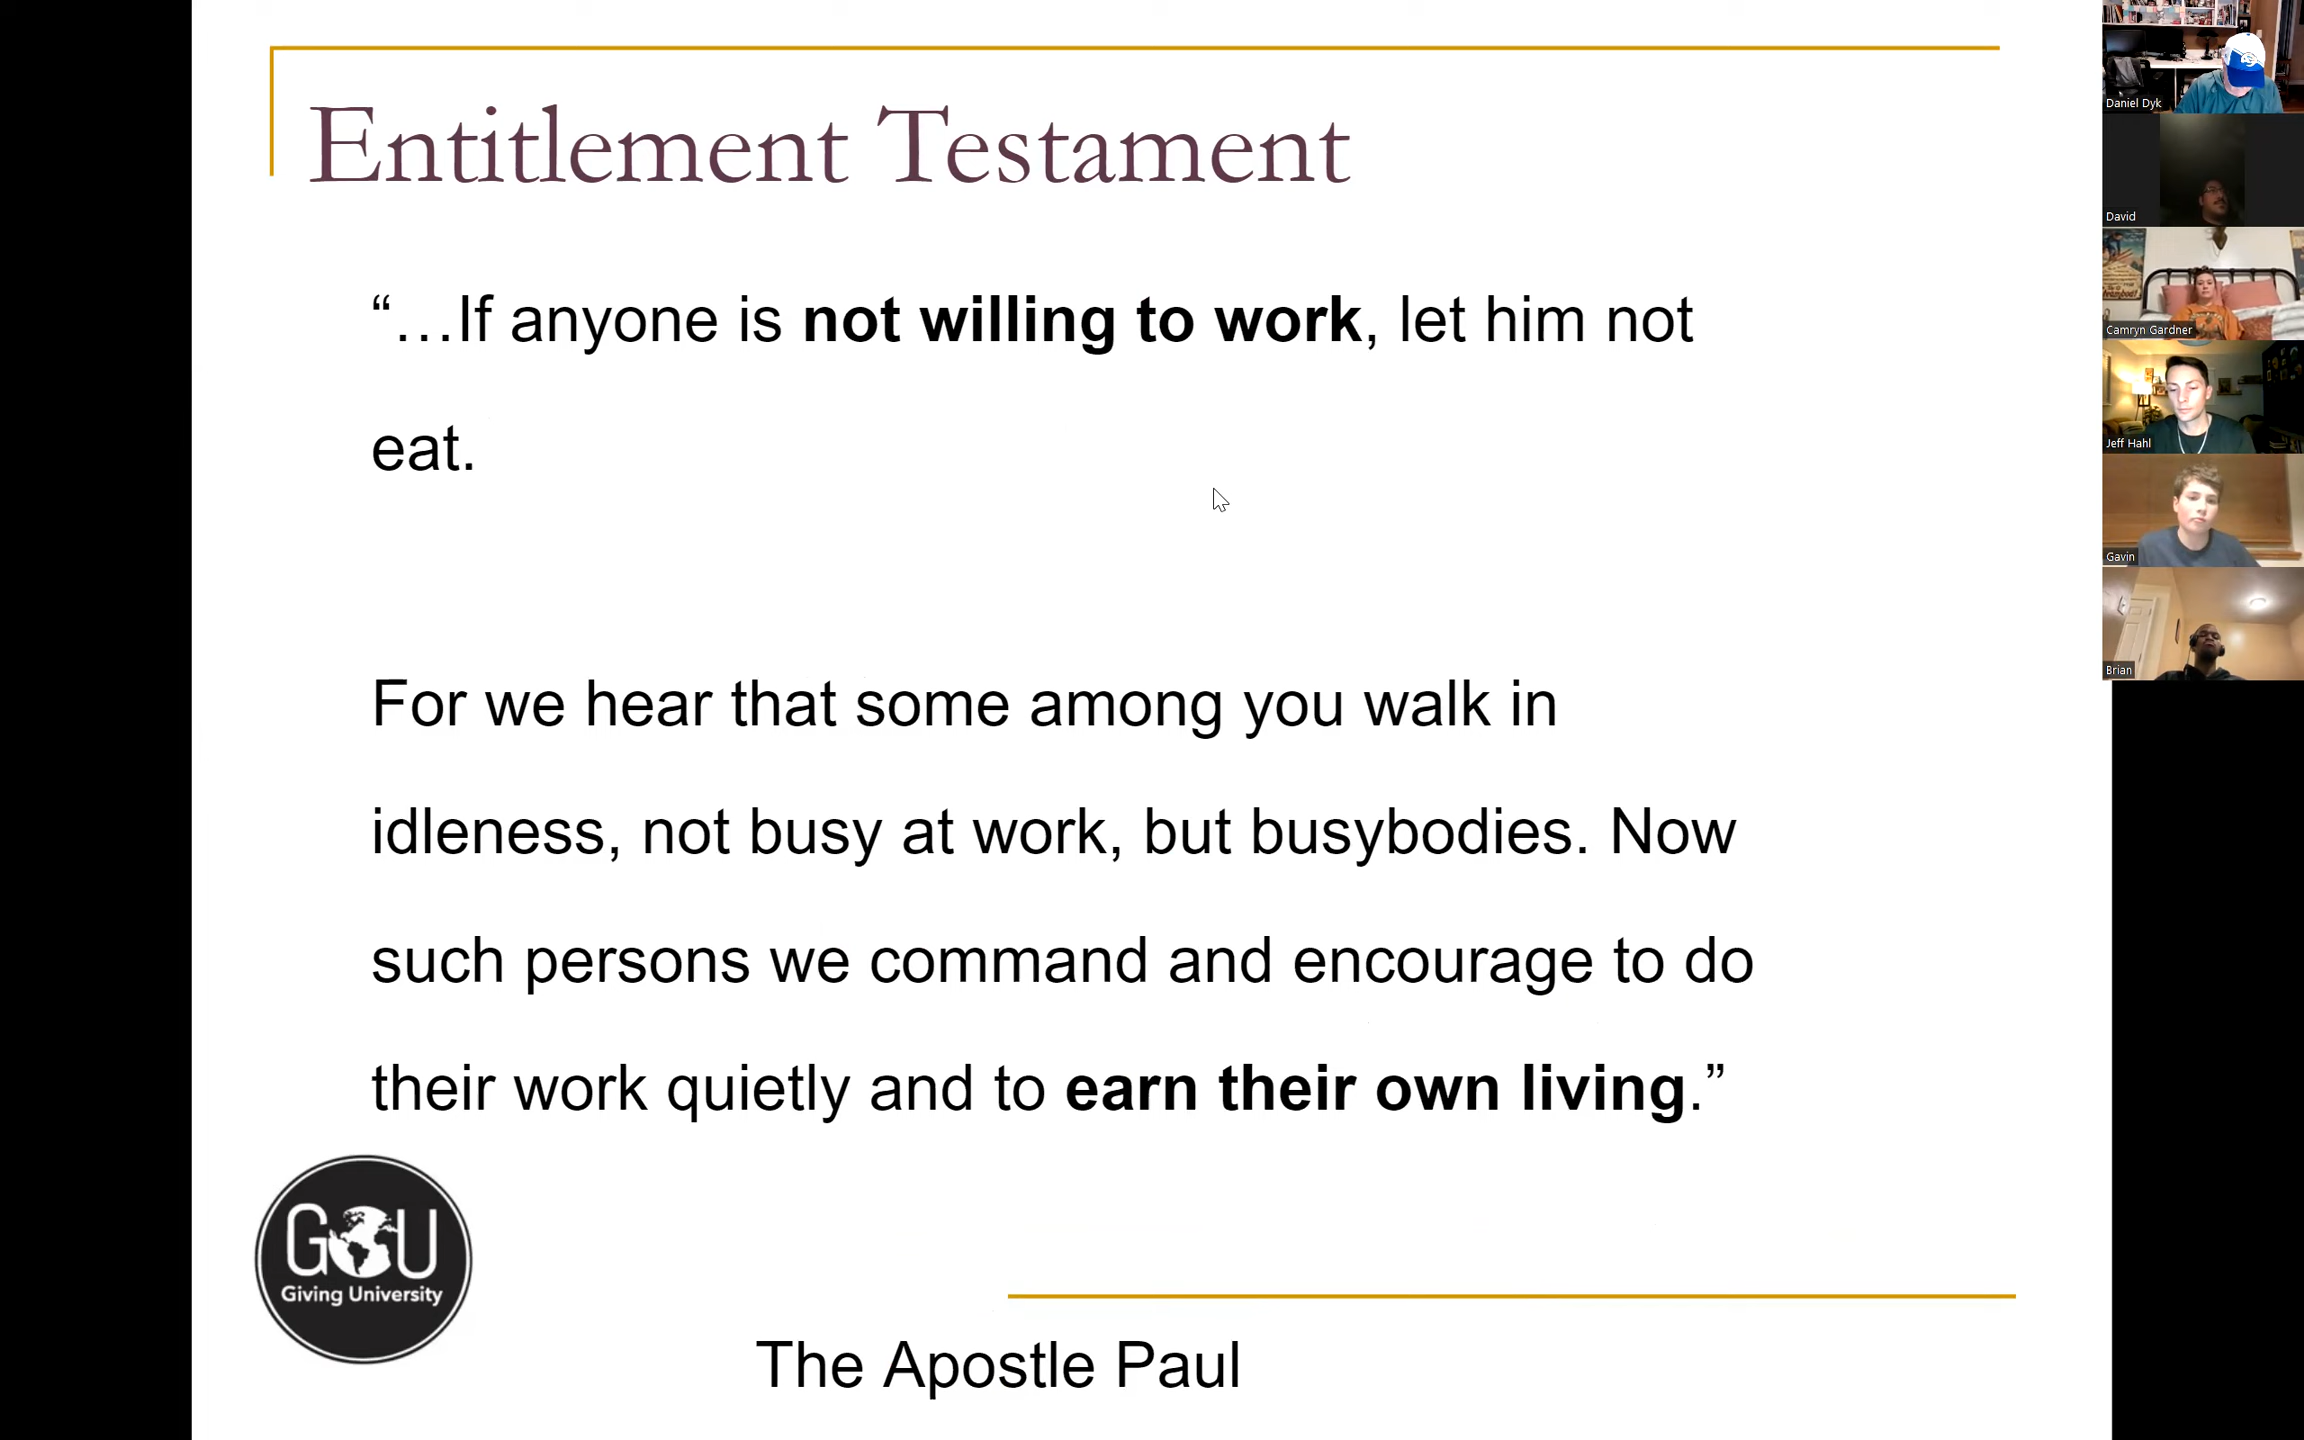 Entitlement Testament
“…If anyone is not willing to work, let him not
eat.
For we hear that some among you walk in
idleness, not busy at work, but busybodies. Now
such persons we command and encourage to do
their work quietly and to earn their own living.”
GU
Giving University
The Apostle Paul
Daniel Dyk
David
Camryn Gardner
Jeff Hahl
Gavin
Brian